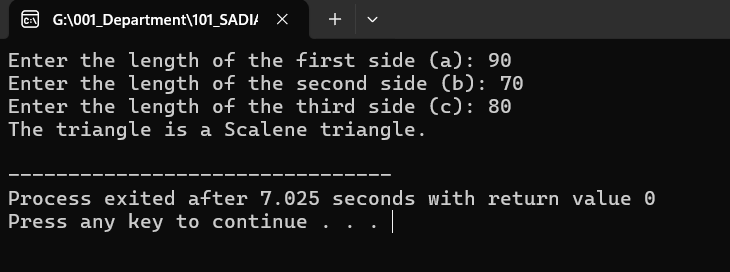 G:\001_Department\101_SADI
Enter the length of the first side (a): 90
Enter the length of the second side (b): 70
Enter the length of the third side (c): 80
The triangle is a Scalene triangle.
--------------------------------
Process exited after 7.025 seconds with return value 0
Press any key to continue . . .